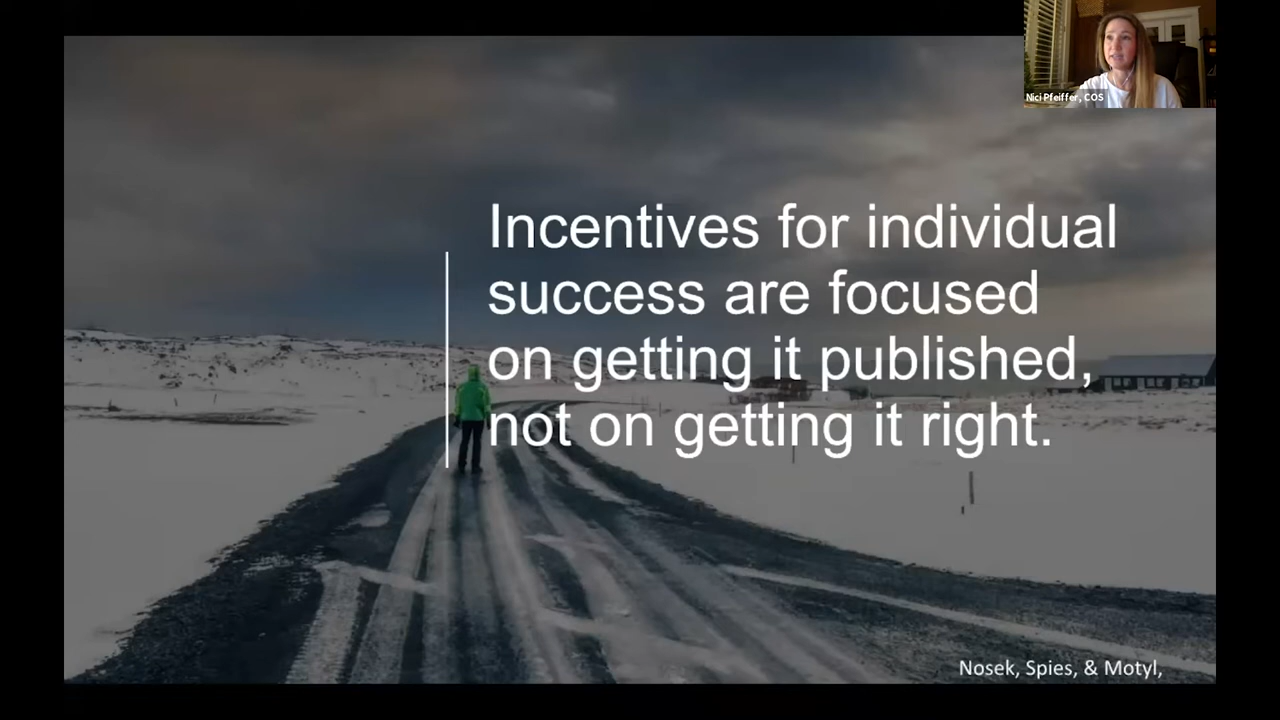 Nici Pfeiffer, COS
Incentives for individual
success are focused
on getting it published,
not on getting it right.
Nosek, Spies, & Motyl,